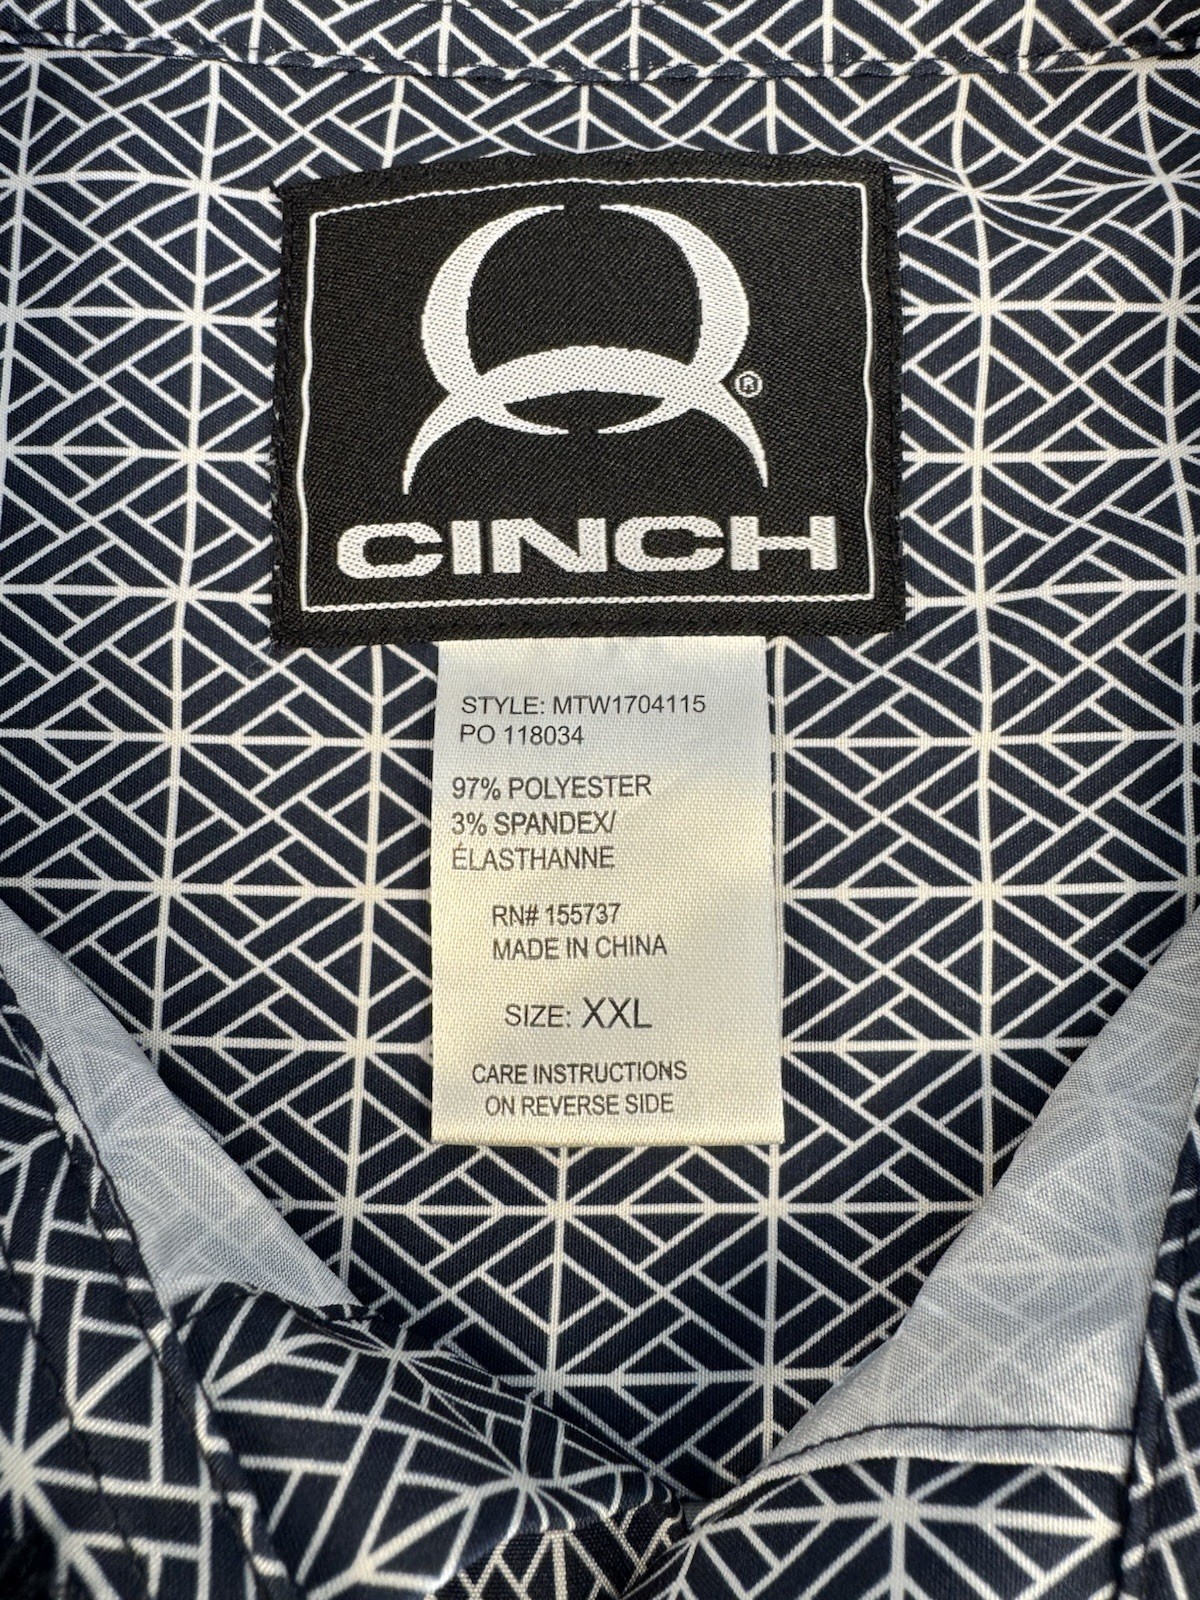 ®
CINCH
STYLE: MTW1704115
PO 118034
97% POLYESTER
3% SPANDEX/
ÉLASTHANNE
RN# 155737
MADE IN CHINA
SIZE: XXL
CARE INSTRUCTIONS
ON REVERSE SIDE